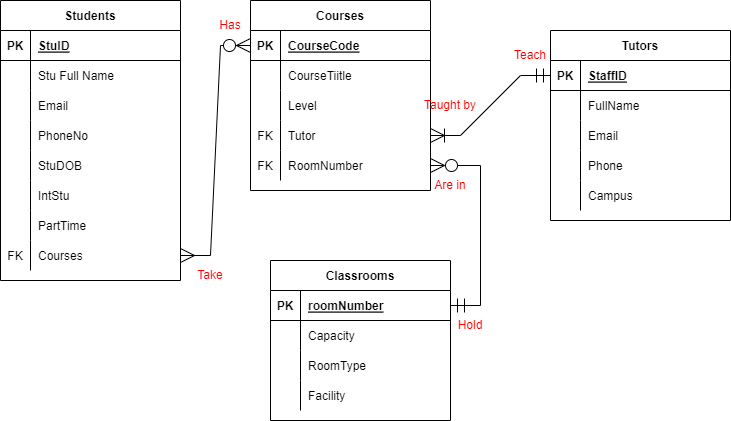 Students
PK StuID
Stu Full Name
Email
PhoneNo
StuDOB
IntStu
PartTime
FK Courses
Has
Take
Courses
PK CourseCode
CourseTiitle
Level
FK Tutor
FK RoomNumber
Taught by
Teach
Are in
Hold
Tutors
PK StaffID
FullName
Email
Phone
Campus
Classrooms
PK roomNumber
Capacity
RoomType
Facility